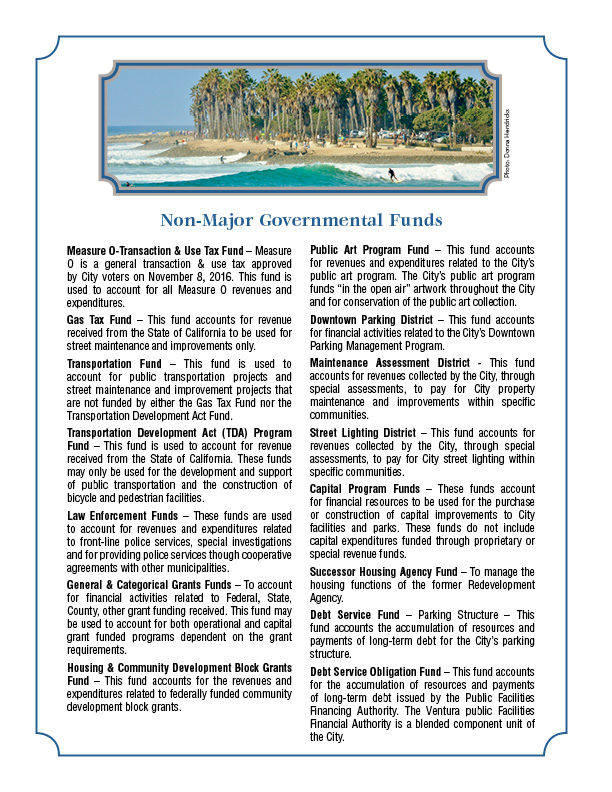 Photo: Donna Hendricks
Non-Major Governmental Funds
Measure O-Transaction & Use Tax Fund – Measure
O is a general transaction & use tax approved
by City voters on November 8, 2016. This fund is
used to account for all Measure O revenues and
expenditures.
Gas Tax Fund – This fund accounts for revenue
received from the State of California to be used for
street maintenance and improvements only.
Transportation Fund – This fund is used to
account for public transportation projects and
street maintenance and improvement projects that
are not funded by either the Gas Tax Fund nor the
Transportation Development Act Fund.
Transportation Development Act (TDA) Program
Fund – This fund is used to account for revenue
received from the State of California. These funds
may only be used for the development and support
of public transportation and the construction of
bicycle and pedestrian facilities.
Law Enforcement Funds – These funds are used
to account for revenues and expenditures related
to front-line police services, special investigations
and for providing police services though cooperative
agreements with other municipalities.
General & Categorical Grants Funds – To account
for financial activities related to Federal, State,
County, other grant funding received. This fund may
be used to account for both operational and capital
grant funded programs dependent on the grant
requirements.
Housing & Community Development Block Grants
Fund – This fund accounts for the revenues and
expenditures related to federally funded community
development block grants.
Public Art Program Fund – This fund accounts
for revenues and expenditures related to the City's
public art program. The City's public art program
funds “in the open air” artwork throughout the City
and for conservation of the public art collection.
Downtown Parking District – This fund accounts
for financial activities related to the City's Downtown
Parking Management Program.
Maintenance Assessment District - This fund
accounts for revenues collected by the City, through
special assessments, to pay for City property
maintenance and improvements within specific
communities.
Street Lighting District – This fund accounts for
revenues collected by the City, through special
assessments, to pay for City street lighting within
specific communities.
Capital Program Funds – These funds account
for financial resources to be used for the purchase
or construction of capital improvements to City
facilities and parks. These funds do not include
capital expenditures funded through proprietary or
special revenue funds.
Successor Housing Agency Fund – To manage the
housing functions of the former Redevelopment
Agency.
Debt Service Fund – Parking Structure – This
fund accounts the accumulation of resources and
payments of long-term debt for the City's parking
structure.
Debt Service Obligation Fund – This fund accounts
for the accumulation of resources and payments
of long-term debt issued by the Public Facilities
Financing Authority. The Ventura public Facilities
Financial Authority is a blended component unit of
the City.